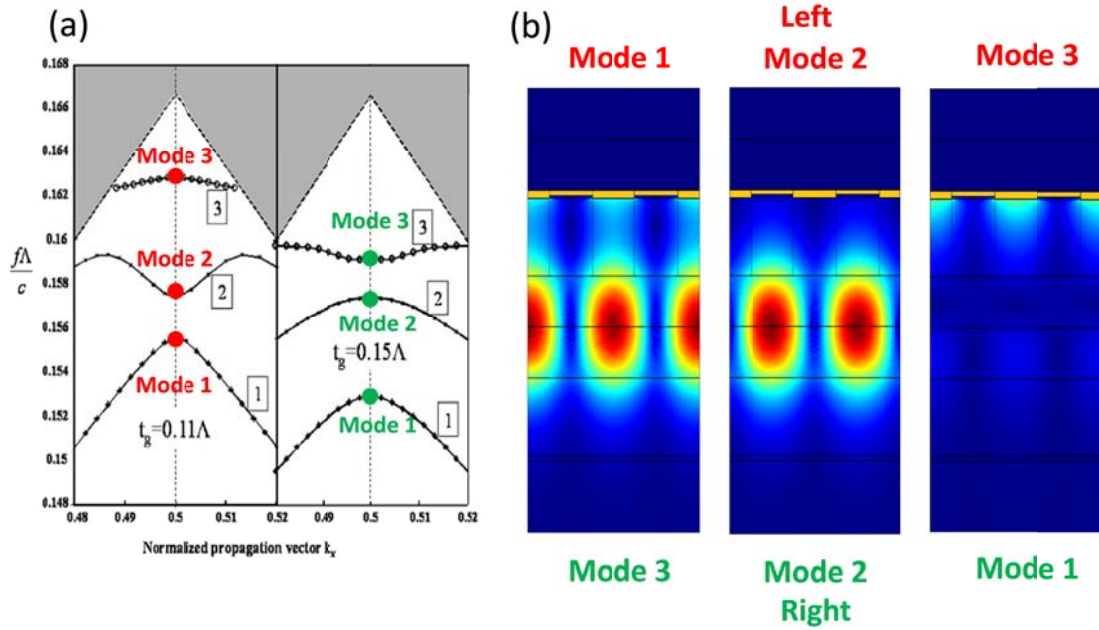 (a)
0.168
0.166
0.164
0.162
0.16
0.158
0.156
0.154
0.152
0.150
0.148
fΛ
c
Mode 3
3
Mode 2
2
Mode 1
1
t_g=0.11Λ
Mode 3
3
2
Mode 2
t_g=0.15Λ
Mode 1
1
0.48 0.49 0.5 0.51 0.52 0.49 0.5 0.51 0.52
Normalized propagation vector k_x
(b)
Left
Mode 1 Mode 2 Mode 3
Mode 3 Mode 2 Mode 1
Right